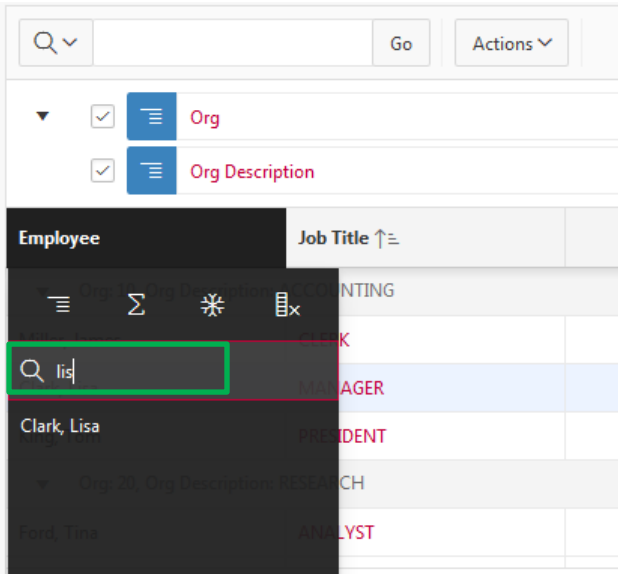 Go
Actions
Org
Org Description
Employee
Job Title
Org: 10, Org Description: ACCOUNTING
CLERK
lis
MANAGER
Clark, Lisa
King, Tom PRESIDENT
Org: 20, Org Description: RESEARCH
Ford, Tina ANALYST